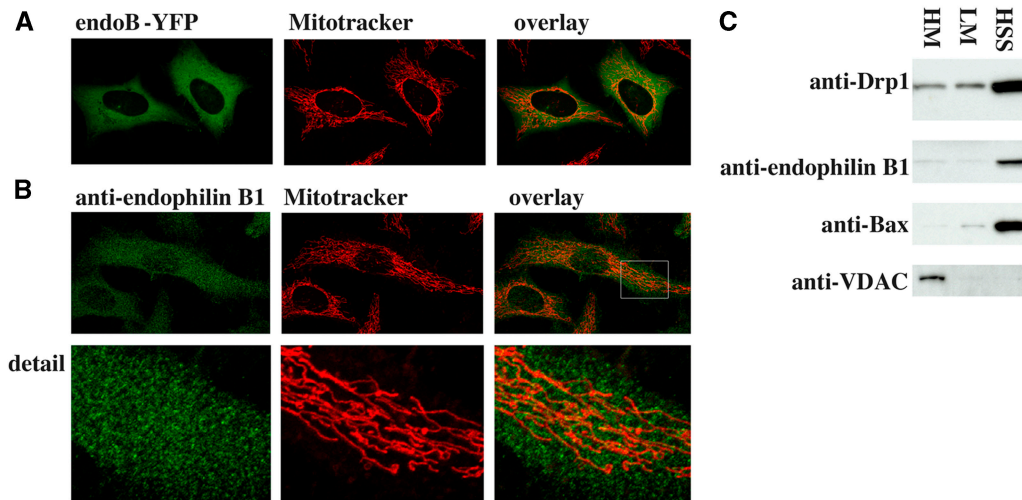 A
endoB-YFP Mitotracker overlay
B
anti-endophilin B1 Mitotracker overlay
detail
C
HM LM HSS
anti-Drp1
anti-endophilin B1
anti-Bax
anti-VDAC